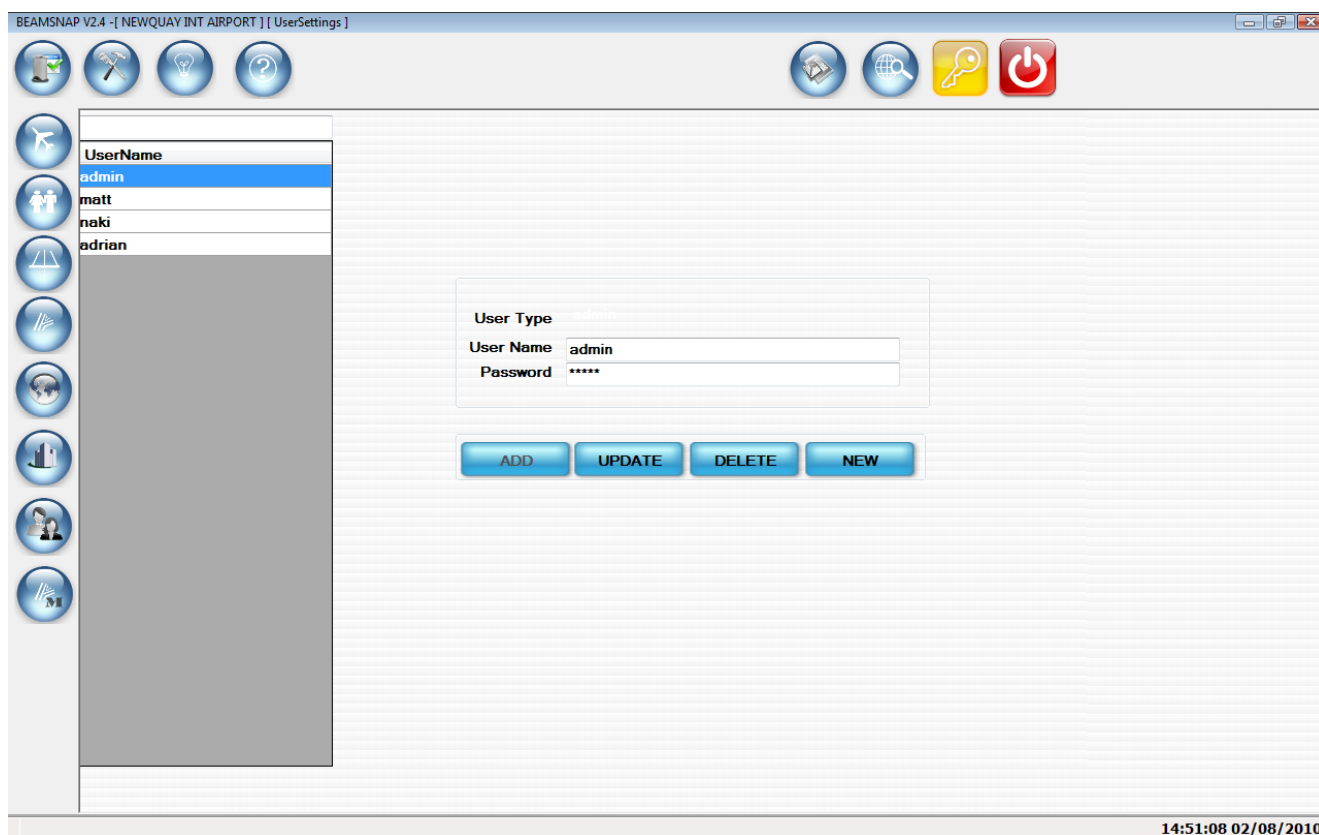 BEAMSNAP V2.4 -[ NEWQUAY INT AIRPORT ] [ UserSettings ]
UserName
admin
matt
naki
adrian
User Type admin
User Name admin
Password *****
ADD UPDATE DELETE NEW
M
14:51:08 02/08/2010